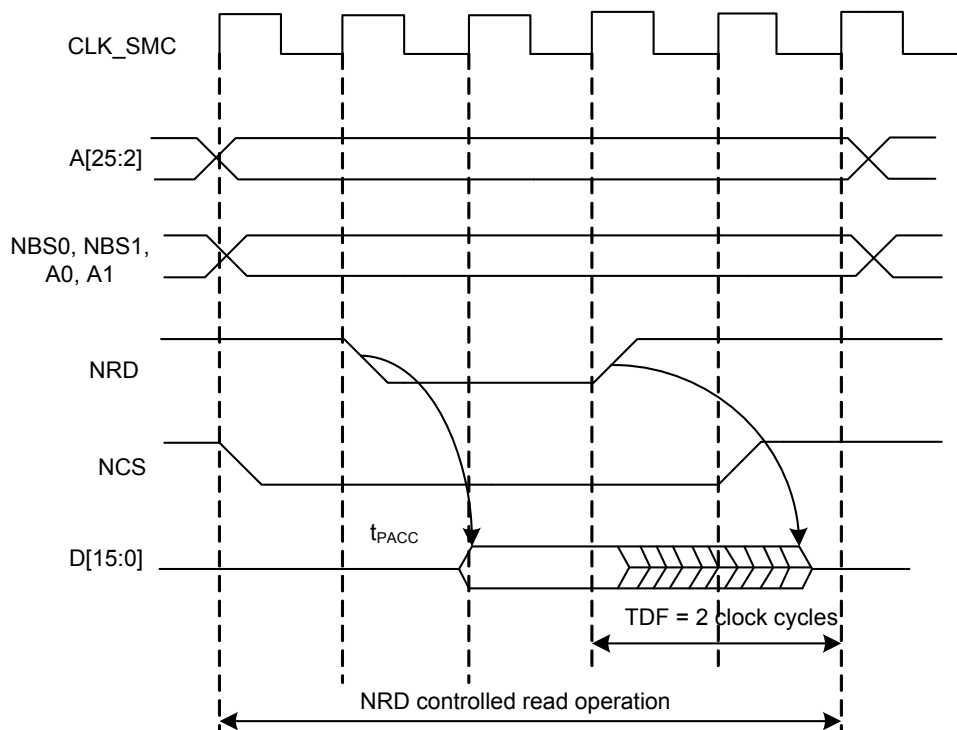 CLK_SMC
A[25:2]
NBS0, NBS1,
A0, A1
NRD
NCS
tPACC
D[15:0]
TDF = 2 clock cycles
NRD controlled read operation